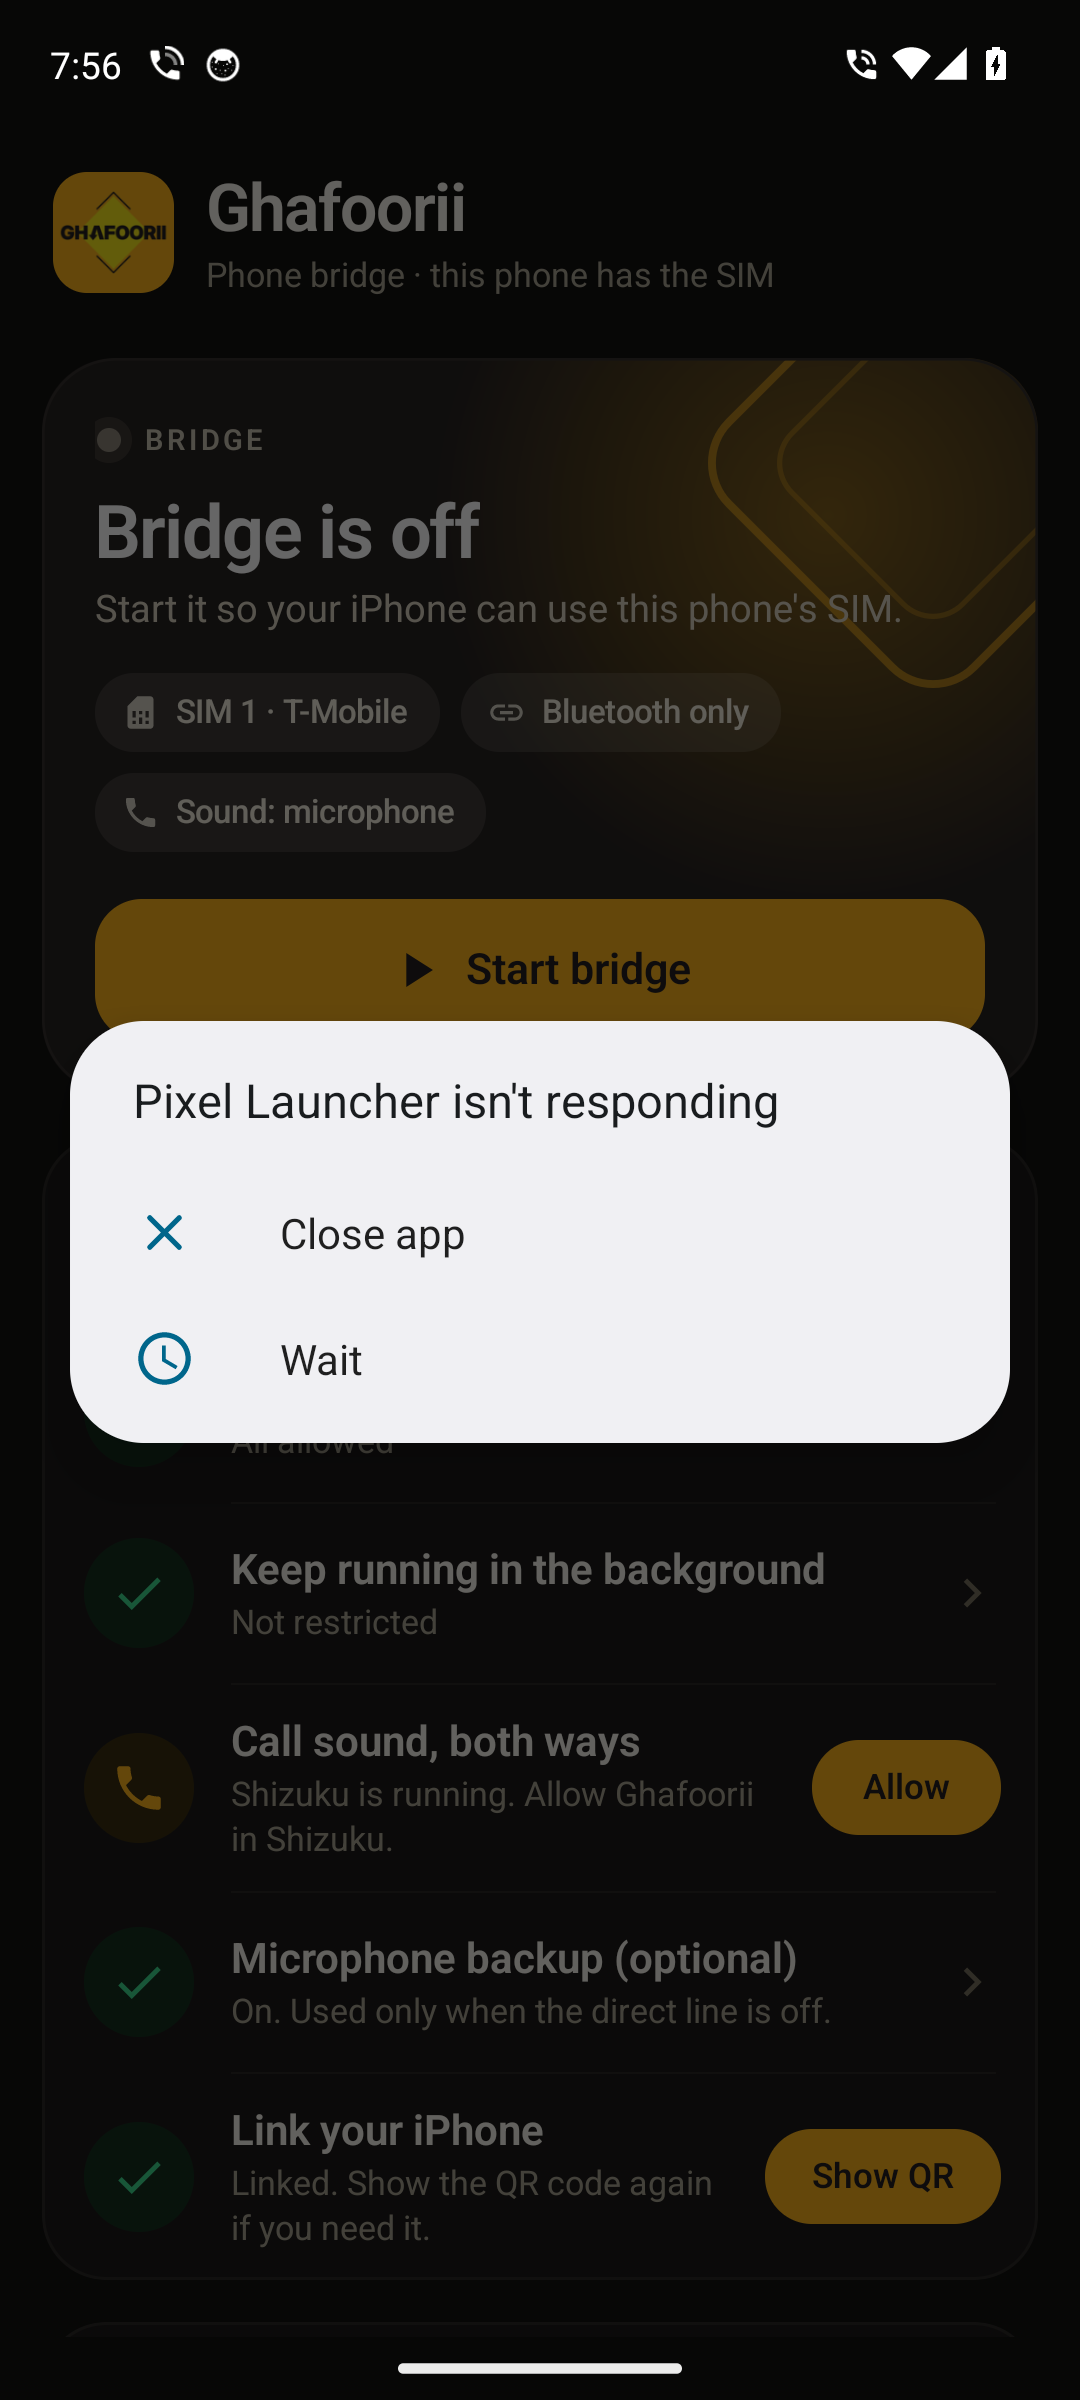 7:56
GHAFOORII
Ghafoorii
Phone bridge · this phone has the SIM
BRIDGE
Bridge is off
Start it so your iPhone can use this phone's SIM.
SIM 1 · T-Mobile
Bluetooth only
Sound: microphone
Start bridge
Pixel Launcher isn't responding
Close app
Wait
All allowed
Keep running in the background
Not restricted
Call sound, both ways
Shizuku is running. Allow Ghafoorii
in Shizuku.
Allow
Microphone backup (optional)
On. Used only when the direct line is off.
Link your iPhone
Linked. Show the QR code again
if you need it.
Show QR